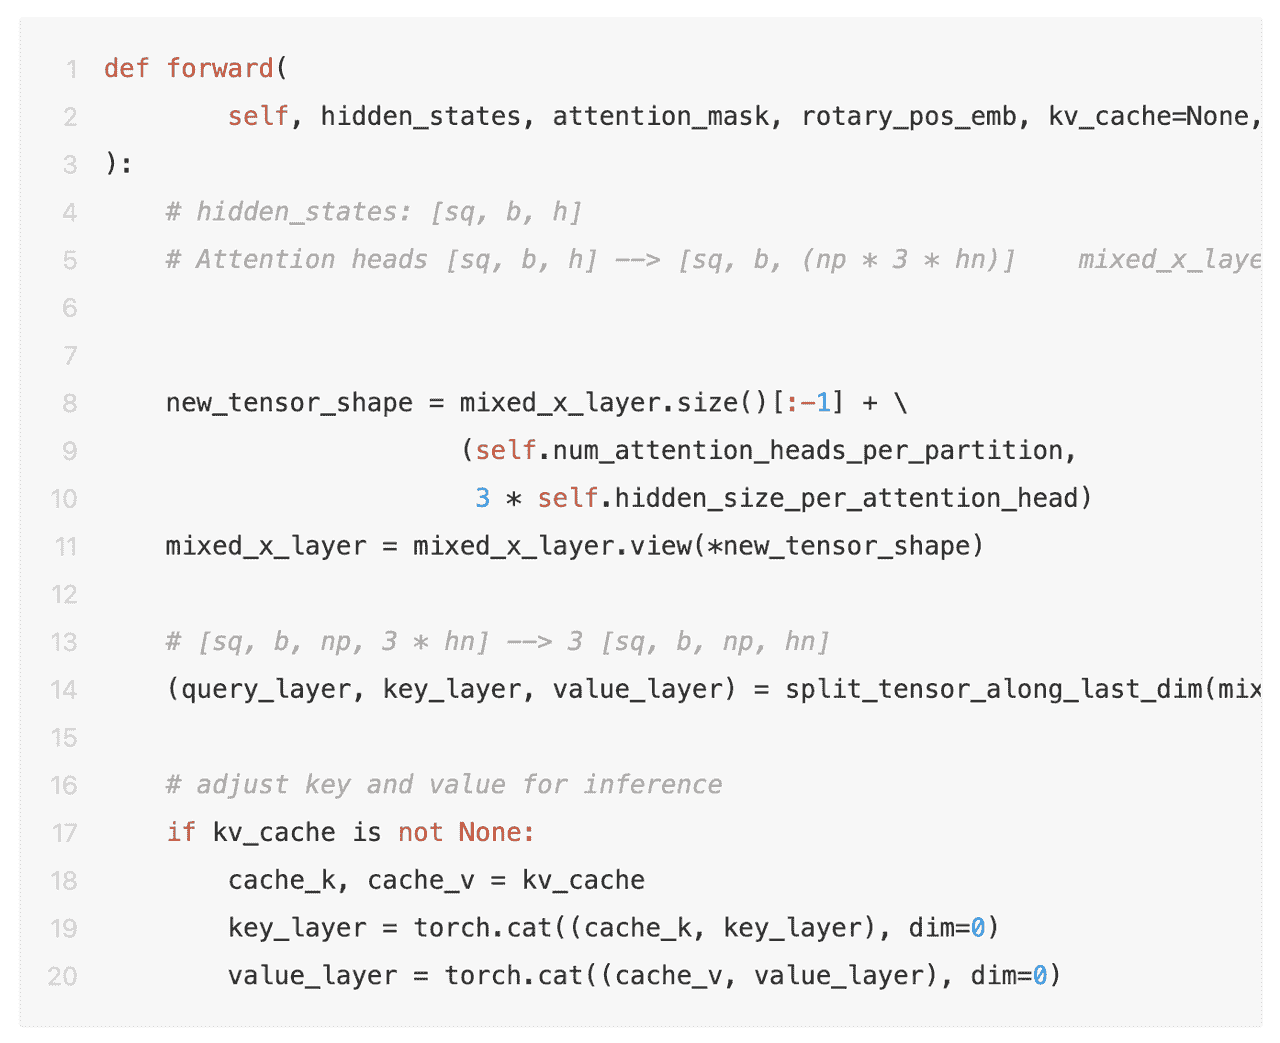 1 def forward(
2 self, hidden_states, attention_mask, rotary_pos_emb, kv_cache=None,
3 ):
4 # hidden_states: [sq, b, h]
5 # Attention heads [sq, b, h] --> [sq, b, (np * 3 * hn)] mixed_x_laye
6
7
8 new_tensor_shape = mixed_x_layer.size()[:-1] + \
9 (self.num_attention_heads_per_partition,
10 3 * self.hidden_size_per_attention_head)
11 mixed_x_layer = mixed_x_layer.view(*new_tensor_shape)
12
13 # [sq, b, np, 3 * hn] --> 3 [sq, b, np, hn]
14 (query_layer, key_layer, value_layer) = split_tensor_along_last_dim(mix
15
16 # adjust key and value for inference
17 if kv_cache is not None:
18 cache_k, cache_v = kv_cache
19 key_layer = torch.cat((cache_k, key_layer), dim=0)
20 value_layer = torch.cat((cache_v, value_layer), dim=0)